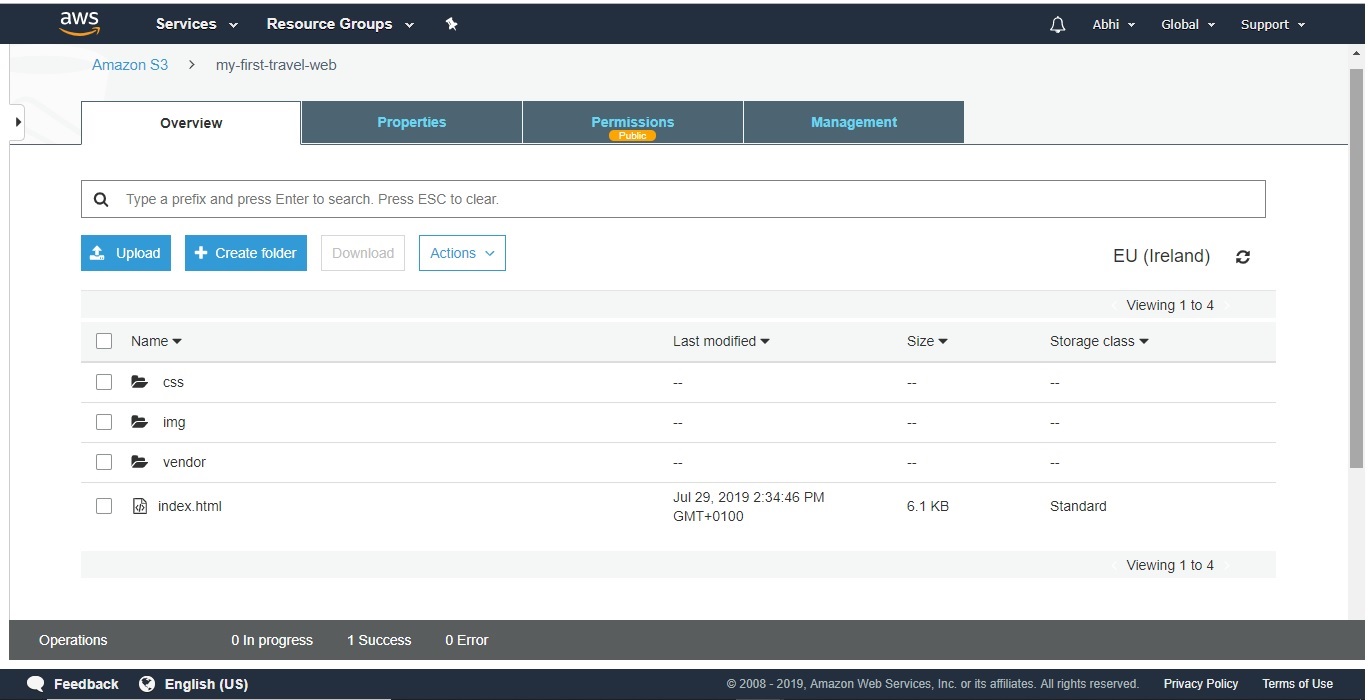 aws Services Resource Groups Abhi Global Support
Amazon S3 > my-first-travel-web
Overview Properties Permissions Management
Public
Type a prefix and press Enter to search. Press ESC to clear.
Upload + Create folder Download Actions EU (Ireland)
Viewing 1 to 4
Name Last modified Size Storage class
css -- -- --
img -- -- --
vendor -- -- --
index.html Jul 29, 2019 2:34:46 PM 6.1 KB Standard
GMT+0100
Viewing 1 to 4
Operations 0 In progress 1 Success 0 Error
Feedback English (US) © 2008 - 2019, Amazon Web Services, Inc. or its affiliates. All rights reserved. Privacy Policy Terms of Use